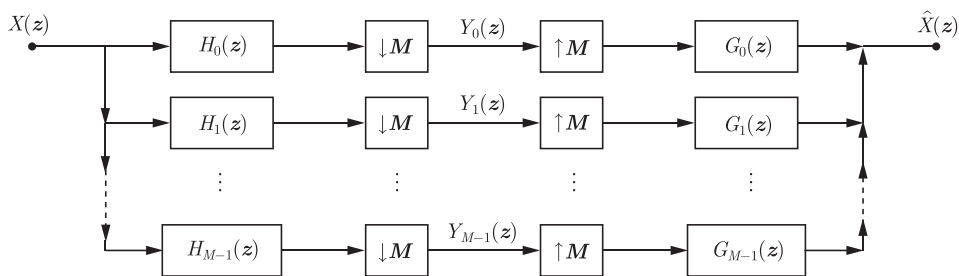 X(z) H₀(z) ↓M Y₀(z) ↑M G₀(z) X̂(z)
H₁(z) ↓M Y₁(z) ↑M G₁(z)
⋮ ⋮ ⋮ ⋮
H_{M−1}(z) ↓M Y_{M−1}(z) ↑M G_{M−1}(z)